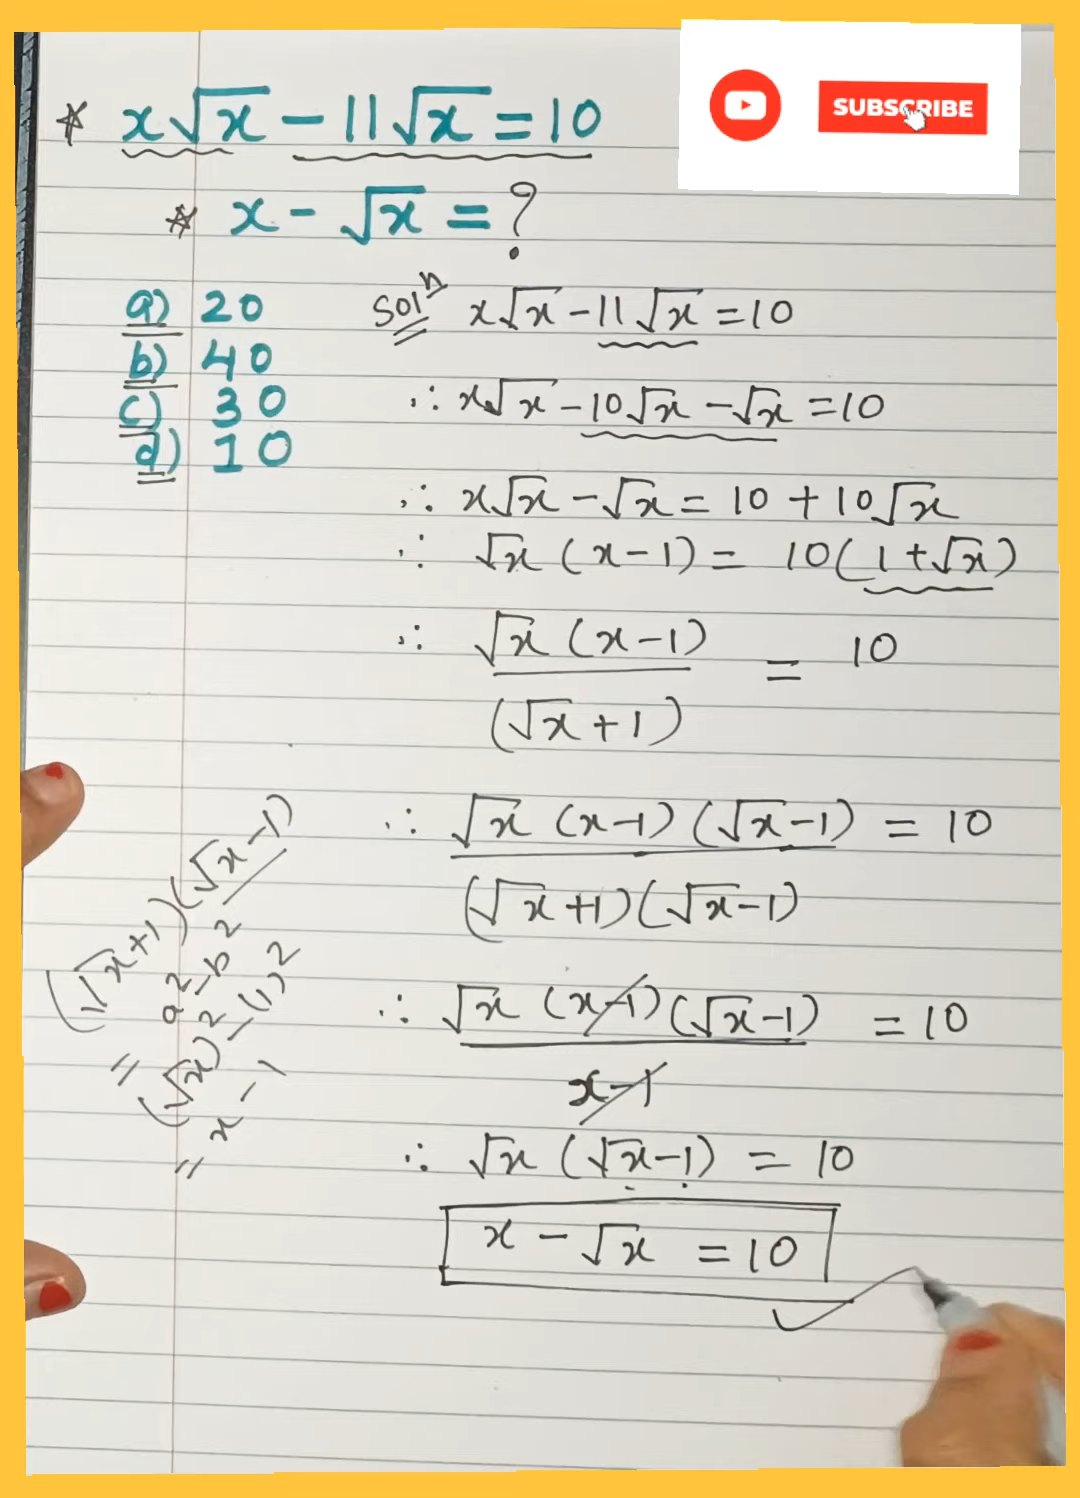 * x√x − 11√x = 10
SUBSCRIBE
* x − √x = ?
a) 20
b) 40
c) 30
d) 10
Solⁿ x√x − 11√x = 10
∴ x√x − 10√x − √x = 10
∴ x√x − √x = 10 + 10√x
∴ √x (x − 1) = 10(1 + √x)
∴ √x (x − 1) = 10
(√x + 1)
∴ √x (x − 1)(√x − 1) = 10
(√x + 1)(√x − 1)
∴ √x (x − 1)(√x − 1) = 10
x − 1
∴ √x (√x − 1) = 10
x − √x = 10
(√x + 1)(√x − 1)
a² − b²
= (√x)² − (1)²
= x − 1